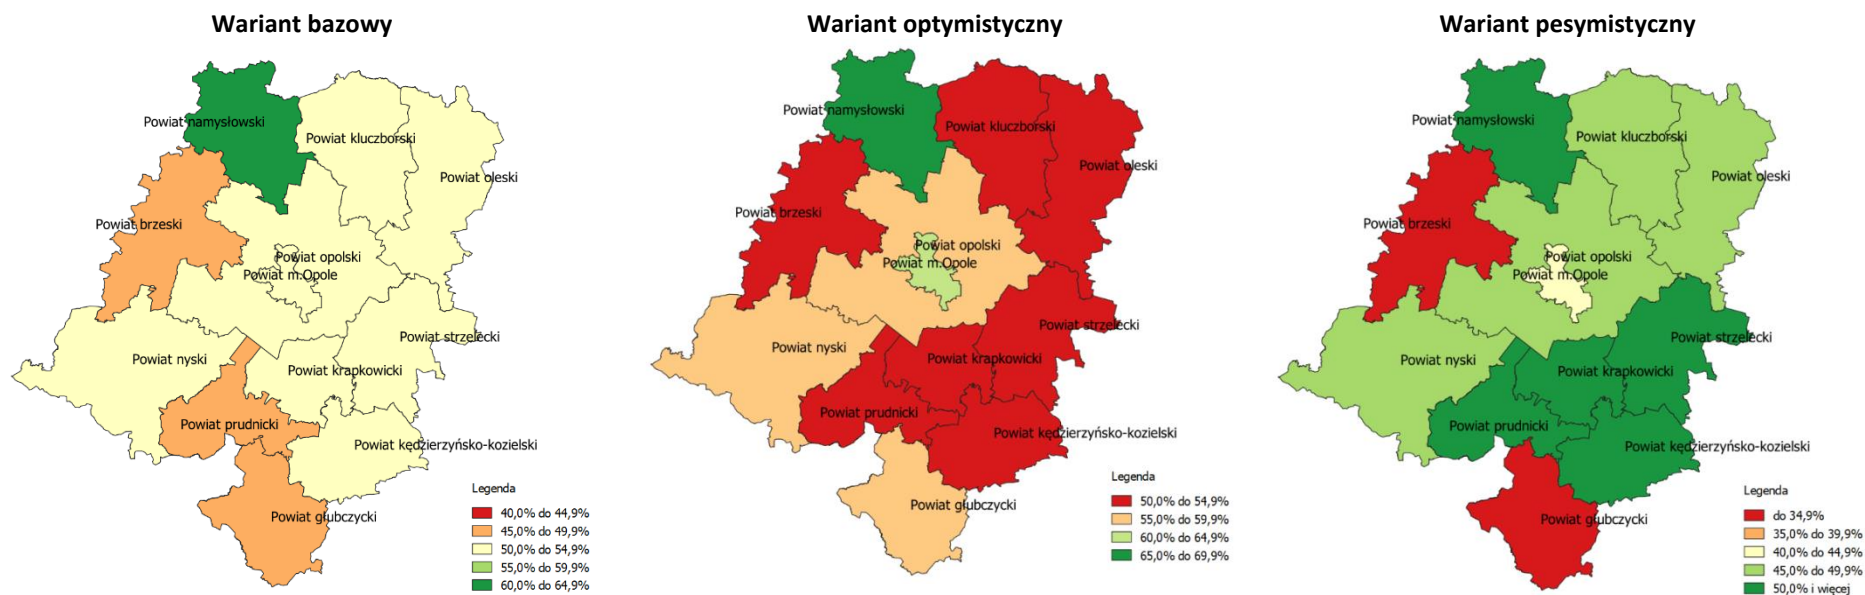 Wariant bazowy
Powiat namysłowski
Powiat kluczborski
Powiat oleski
Powiat brzeski
Powiat opolski
Powiat m.Opole
Powiat strzelecki
Powiat nyski
Powiat krapkowicki
Powiat prudnicki
Powiat kędzierzyńsko-kozielski
Powiat głubczycki
Legenda
40,0% do 44,9%
45,0% do 49,9%
50,0% do 54,9%
55,0% do 59,9%
60,0% do 64,9%
Wariant optymistyczny
Powiat namysłowski
Powiat kluczborski
Powiat oleski
Powiat brzeski
Powiat opolski
Powiat m.Opole
Powiat strzelecki
Powiat nyski
Powiat krapkowicki
Powiat prudnicki
Powiat kędzierzyńsko-kozielski
Powiat głubczycki
Legenda
50,0% do 54,9%
55,0% do 59,9%
60,0% do 64,9%
65,0% do 69,9%
Wariant pesymistyczny
Powiat namysłowski
Powiat kluczborski
Powiat oleski
Powiat brzeski
Powiat opolski
Powiat m.Opole
Powiat strzelecki
Powiat nyski
Powiat krapkowicki
Powiat prudnicki
Powiat kędzierzyńsko-kozielski
Powiat głubczycki
Legenda
do 34,9%
35,0% do 39,9%
40,0% do 44,9%
45,0% do 49,9%
50,0% i więcej